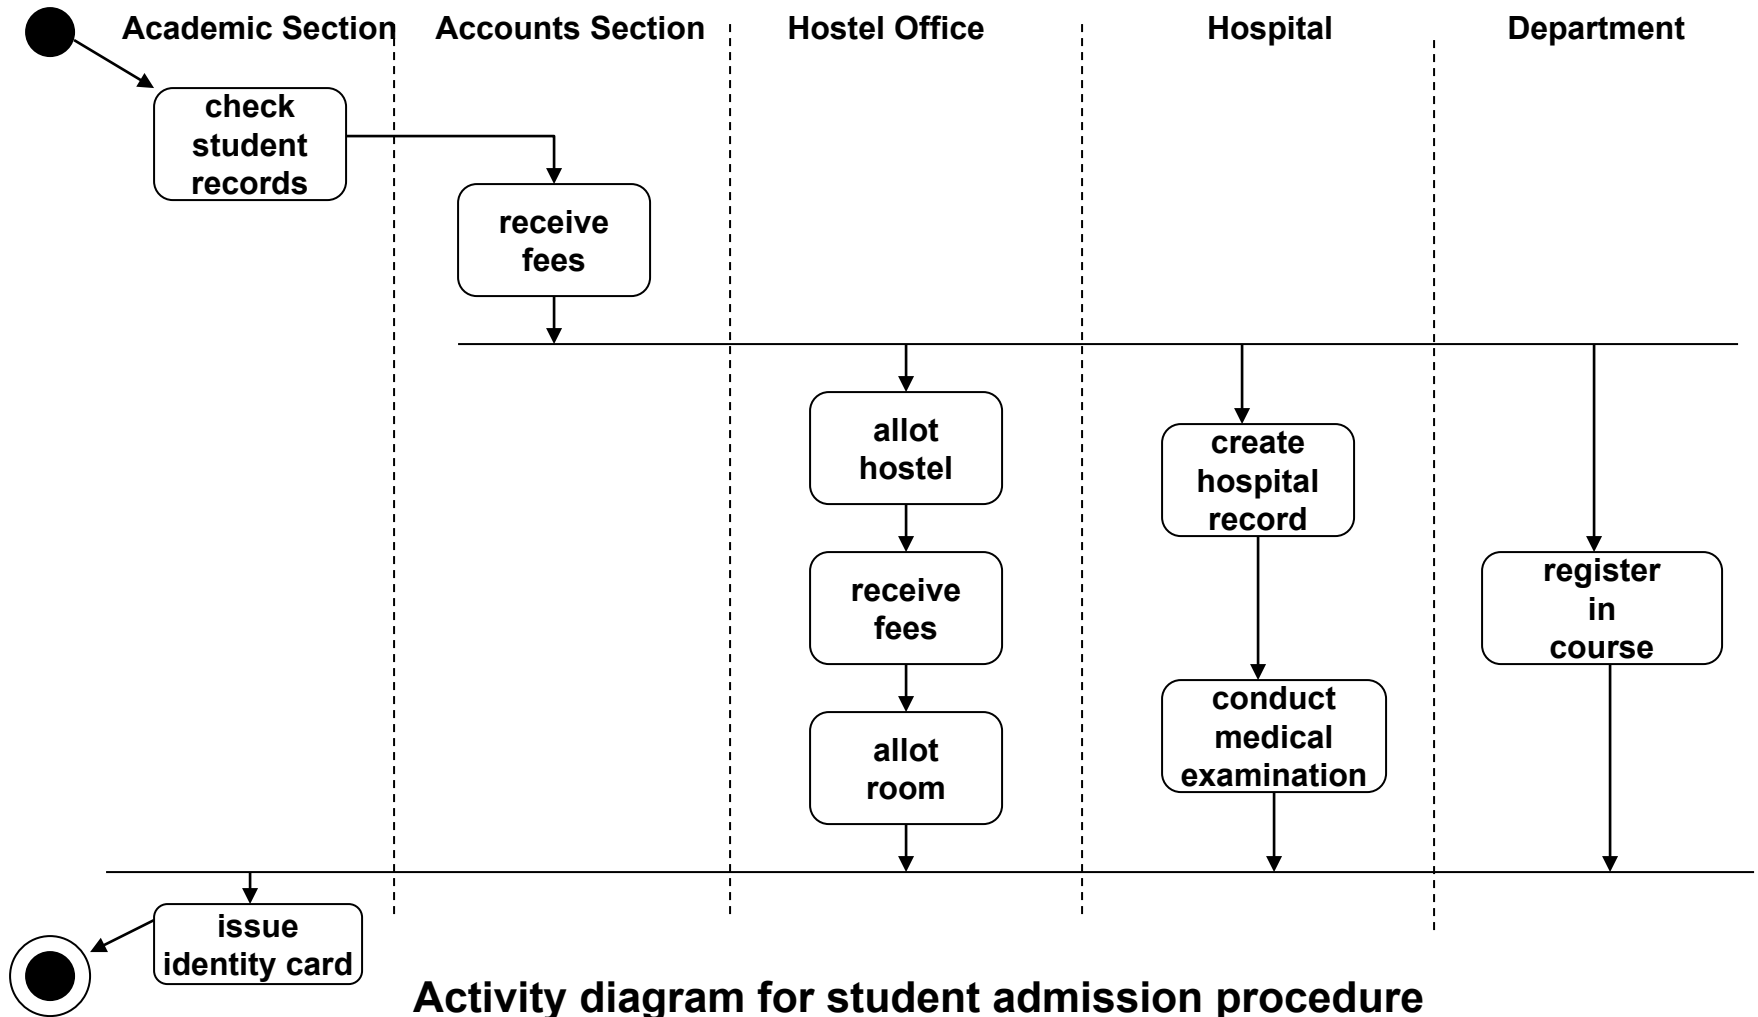 Academic Section
Accounts Section
Hostel Office
Hospital
Department
check
student
records
receive
fees
allot
hostel
receive
fees
allot
room
create
hospital
record
conduct
medical
examination
register
in
course
issue
identity card
Activity diagram for student admission procedure